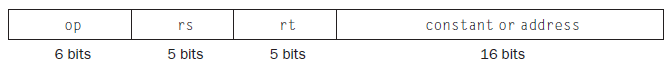 op rs rt constant or address
6 bits 5 bits 5 bits 16 bits